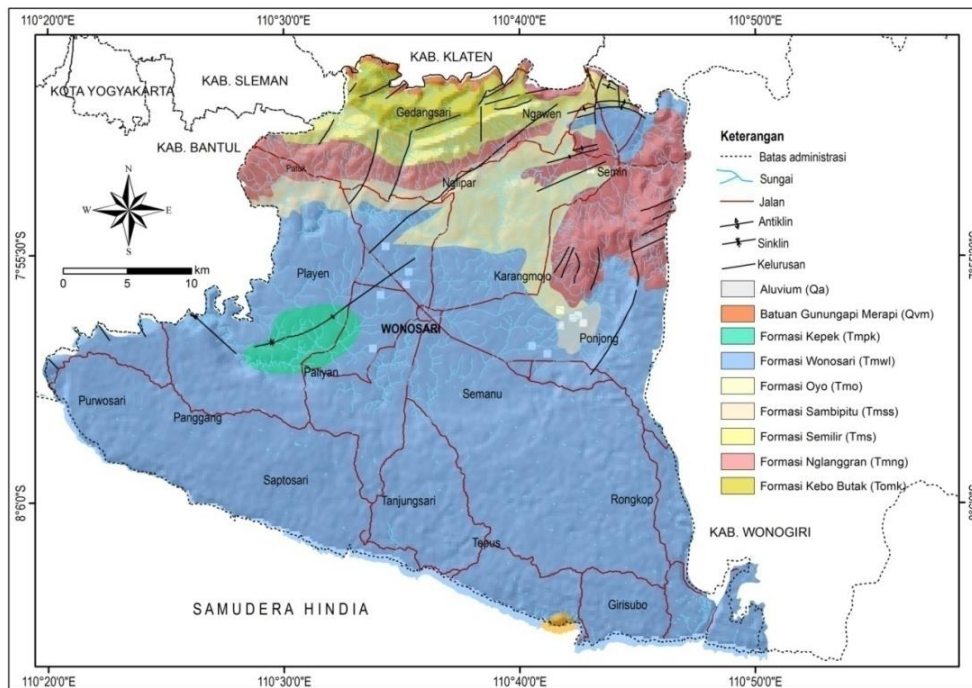 110°20'0"E 110°30'0"E 110°40'0"E 110°50'0"E
KAB. KLATEN
KAB. SLEMAN
KOTA YOGYAKARTA
Gedangsari
Ngawen
KAB. BANTUL
Patuk
Nglipar
Semin
N
W E
S
7°55'30"S
0 5 10
km
Playen
Karangmojo
WONOSARI
Ponjong
Paliyan
Semanu
Purwosari
Panggang
Saptosari
Tanjungsari
Rongkop
8°6'0"S
KAB. WONOGIRI
Tepus
Girisubo
SAMUDERA HINDIA
Keterangan
Batas administrasi
Sungai
Jalan
Antiklin
Sinklin
Kelurusan
Aluvium (Qa)
Batuan Gunungapi Merapi (Qvm)
Formasi Kepek (Tmpk)
Formasi Wonosari (Tmwl)
Formasi Oyo (Tmo)
Formasi Sambipitu (Tmss)
Formasi Semilir (Tms)
Formasi Nglanggran (Tmng)
Formasi Kebo Butak (Tomk)
110°20'0"E 110°30'0"E 110°40'0"E 110°50'0"E